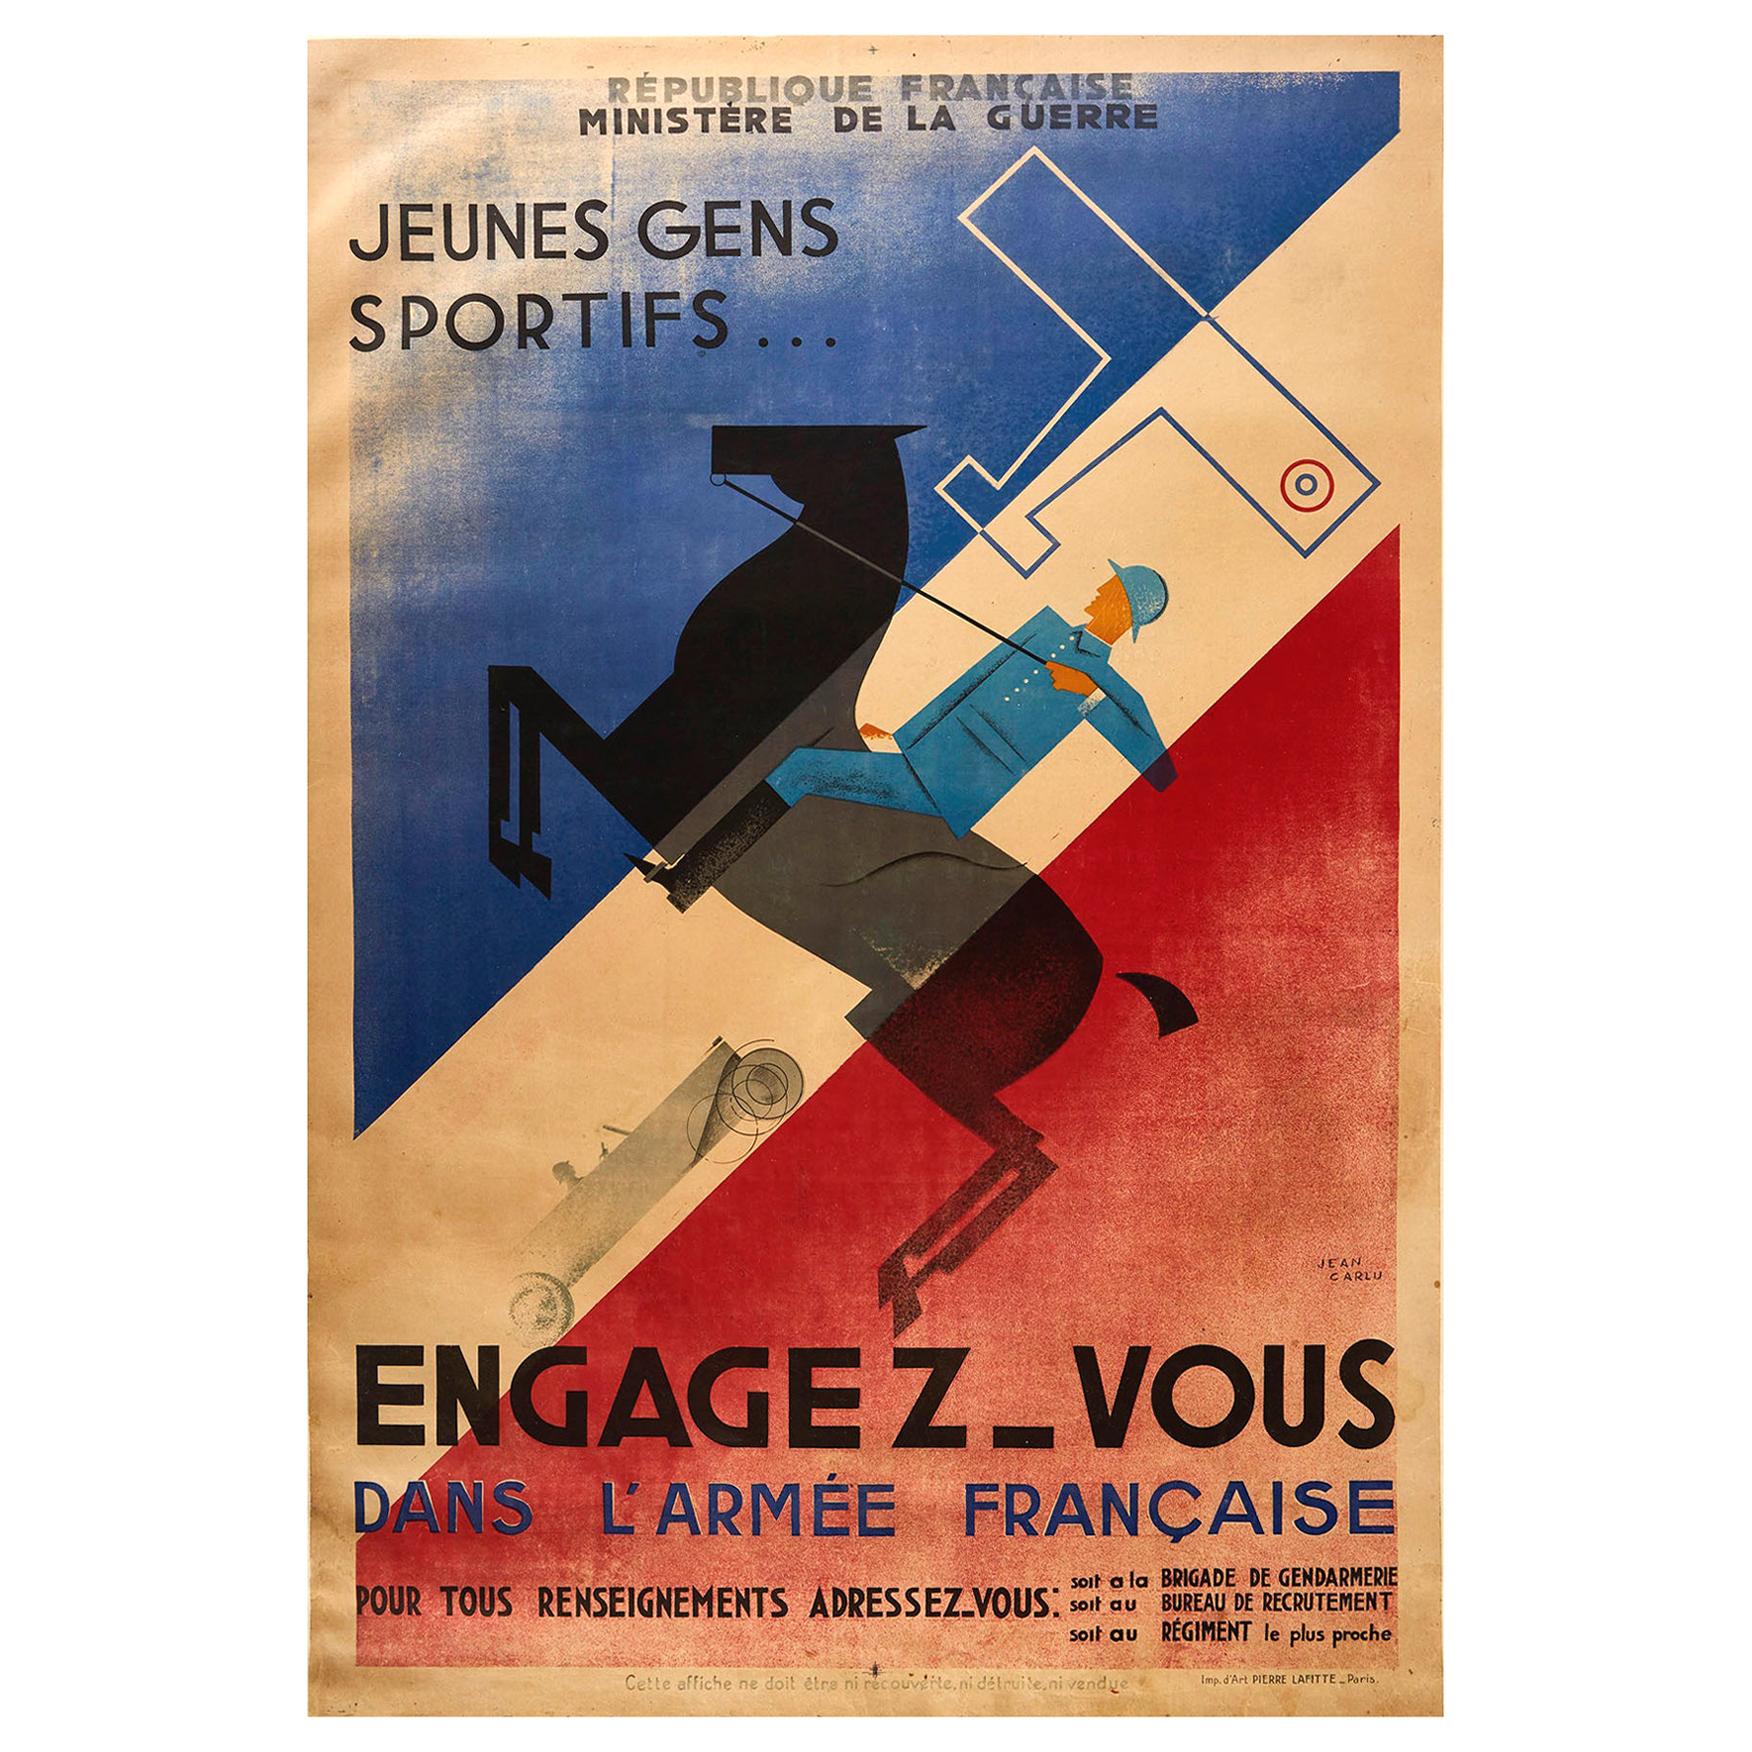 RÉPUBLIQUE FRANÇAISE
MINISTÈRE DE LA GUERRE
JEUNES GENS
SPORTIFS...
JEAN
CARLU
ENGAGEZ_VOUS
DANS L'ARMÉE FRANÇAISE
POUR TOUS RENSEIGNEMENTS ADRESSEZ_VOUS:
soit a la BRIGADE DE GENDARMERIE
soit au BUREAU DE RECRUTEMENT
soit au RÉGIMENT le plus proche
Cette affiche ne doit être ni recouverte, ni détruite, ni vendue
Imp. d'Art PIERRE LAFITTE _ Paris.